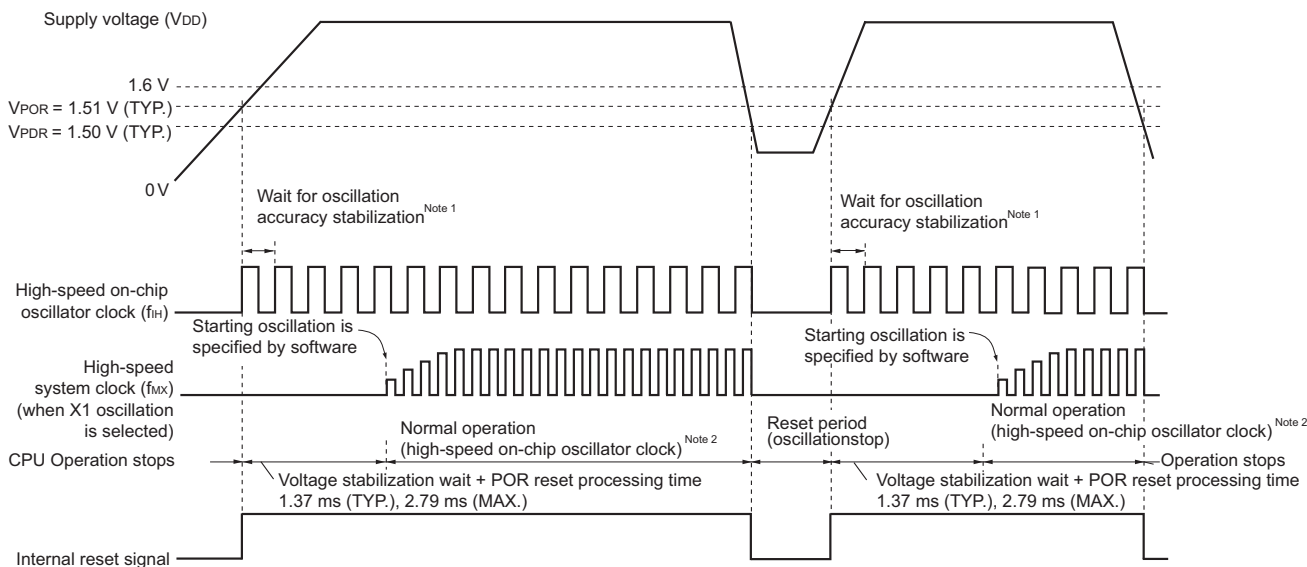 Supply voltage (VDD)
1.6 V
VPOR = 1.51 V (TYP.)
VPDR = 1.50 V (TYP.)
0 V
Wait for oscillation
accuracy stabilization Note 1
Wait for oscillation
accuracy stabilization Note 1
High-speed on-chip
oscillator clock (fIH)
Starting oscillation is
specified by software
Starting oscillation is
specified by software
High-speed
system clock (fMX)
(when X1 oscillation
is selected)
Normal operation
(high-speed on-chip oscillator clock) Note 2
Reset period
(oscillationstop)
Normal operation
(high-speed on-chip oscillator clock) Note 2
CPU Operation stops
Operation stops
Voltage stabilization wait + POR reset processing time
1.37 ms (TYP.), 2.79 ms (MAX.)
Voltage stabilization wait + POR reset processing time
1.37 ms (TYP.), 2.79 ms (MAX.)
Internal reset signal